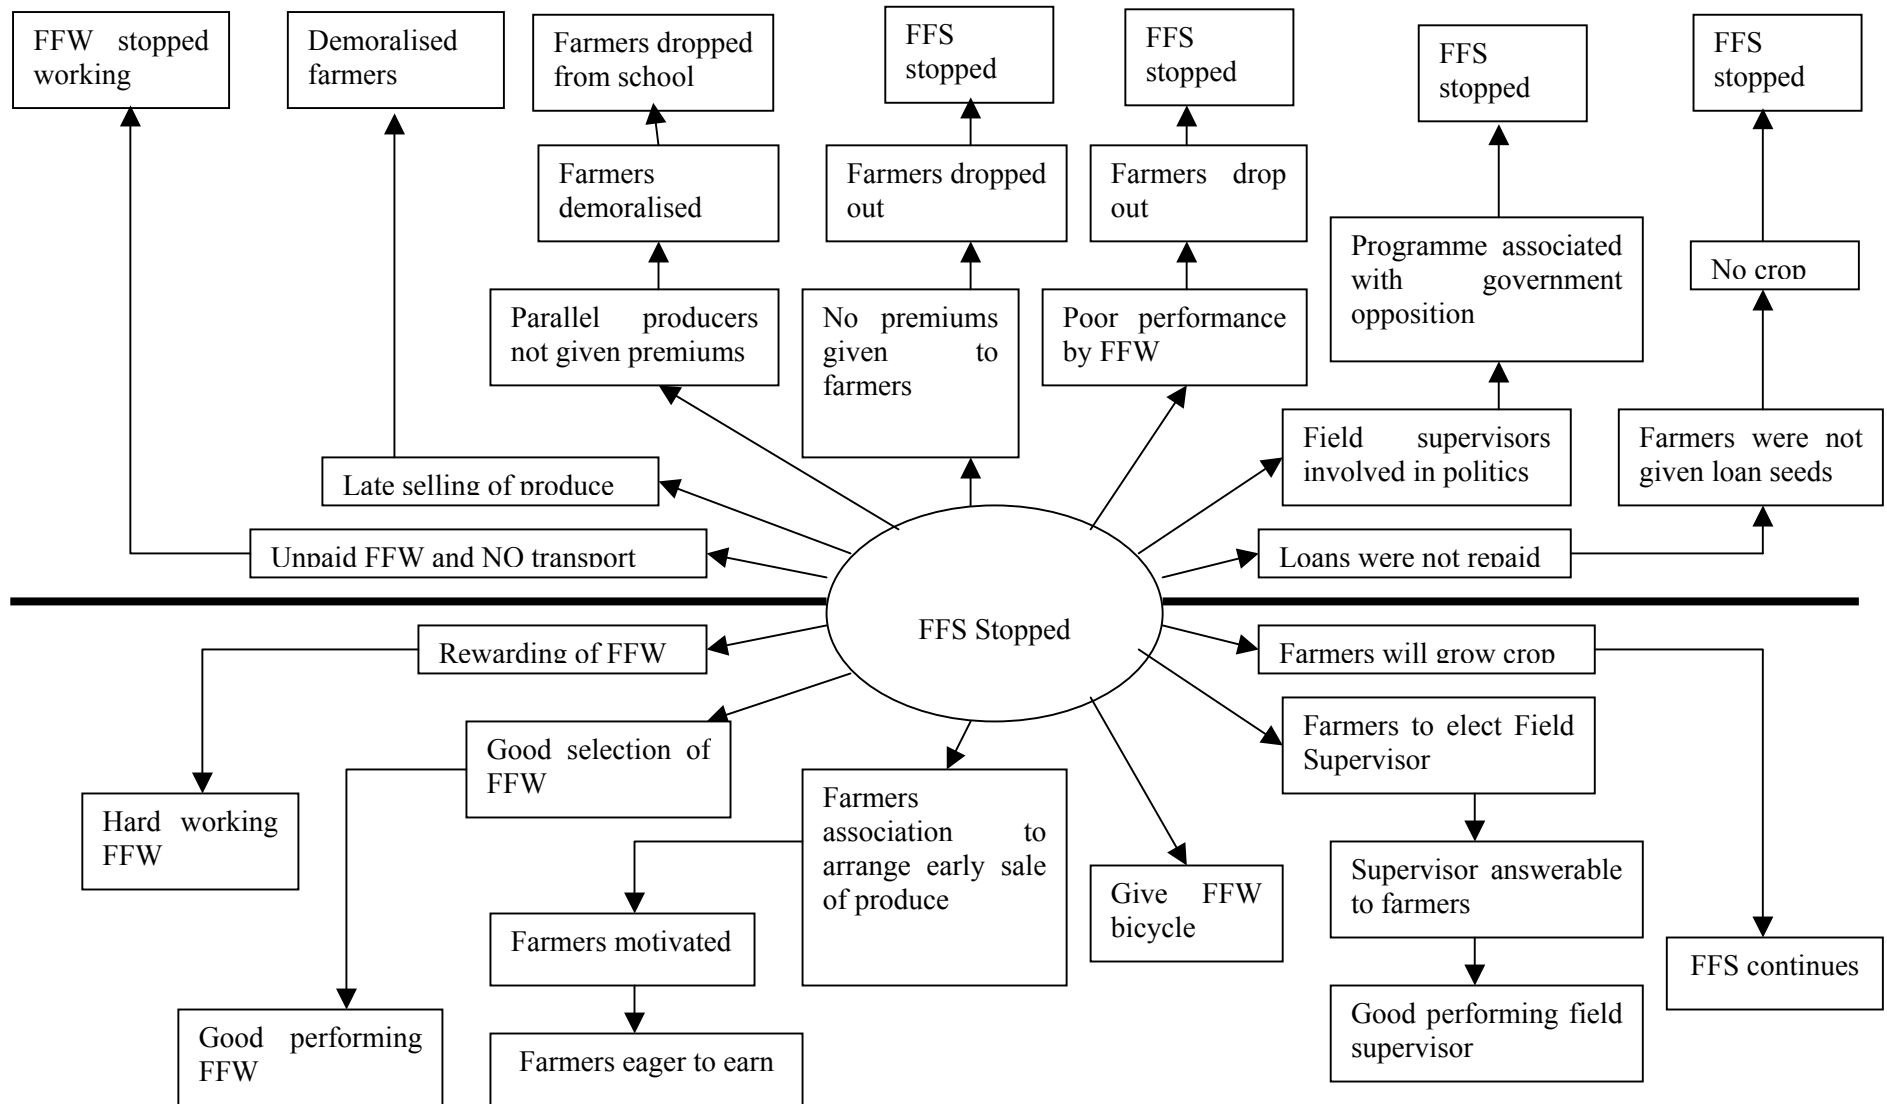 FFW stopped
working
Demoralised
farmers
Farmers dropped
from school
FFS
stopped
FFS
stopped
FFS
stopped
FFS
stopped
Farmers
demoralised
Farmers dropped
out
Farmers drop
out
Programme associated
with government
opposition
No crop
Parallel producers
not given premiums
No premiums
given to
farmers
Poor performance
by FFW
Field supervisors
involved in politics
Farmers were not
given loan seeds
Late selling of produce
Unpaid FFW and NO transport
Loans were not repaid
FFS Stopped
Rewarding of FFW
Farmers will grow crop
Good selection of
FFW
Farmers to elect Field
Supervisor
Hard working
FFW
Farmers
association to
arrange early sale
of produce
Give FFW
bicycle
Supervisor answerable
to farmers
Farmers motivated
FFS continues
Good performing
FFW
Farmers eager to earn
Good performing field
supervisor